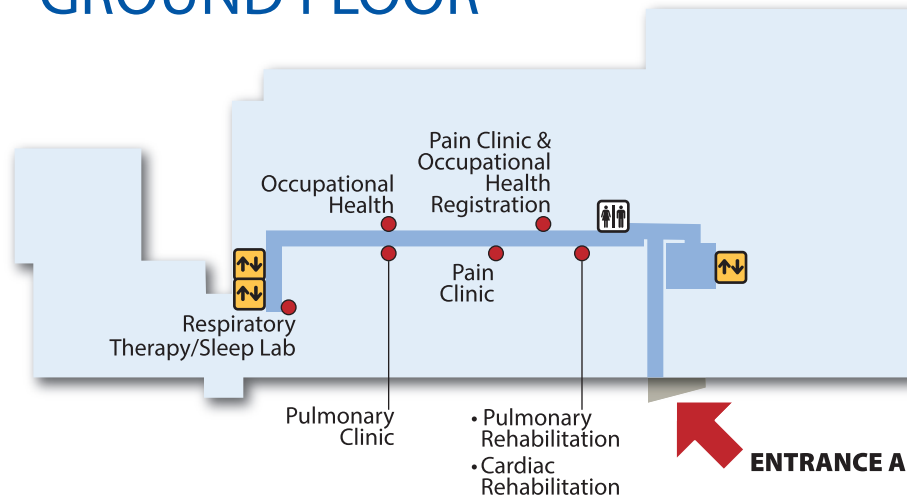 GROUND FLOOR
Pain Clinic &
Occupational
Health
Registration
Occupational
Health
Pain
Clinic
Respiratory
Therapy/Sleep Lab
Pulmonary
Clinic
• Pulmonary
Rehabilitation
• Cardiac
Rehabilitation
ENTRANCE A